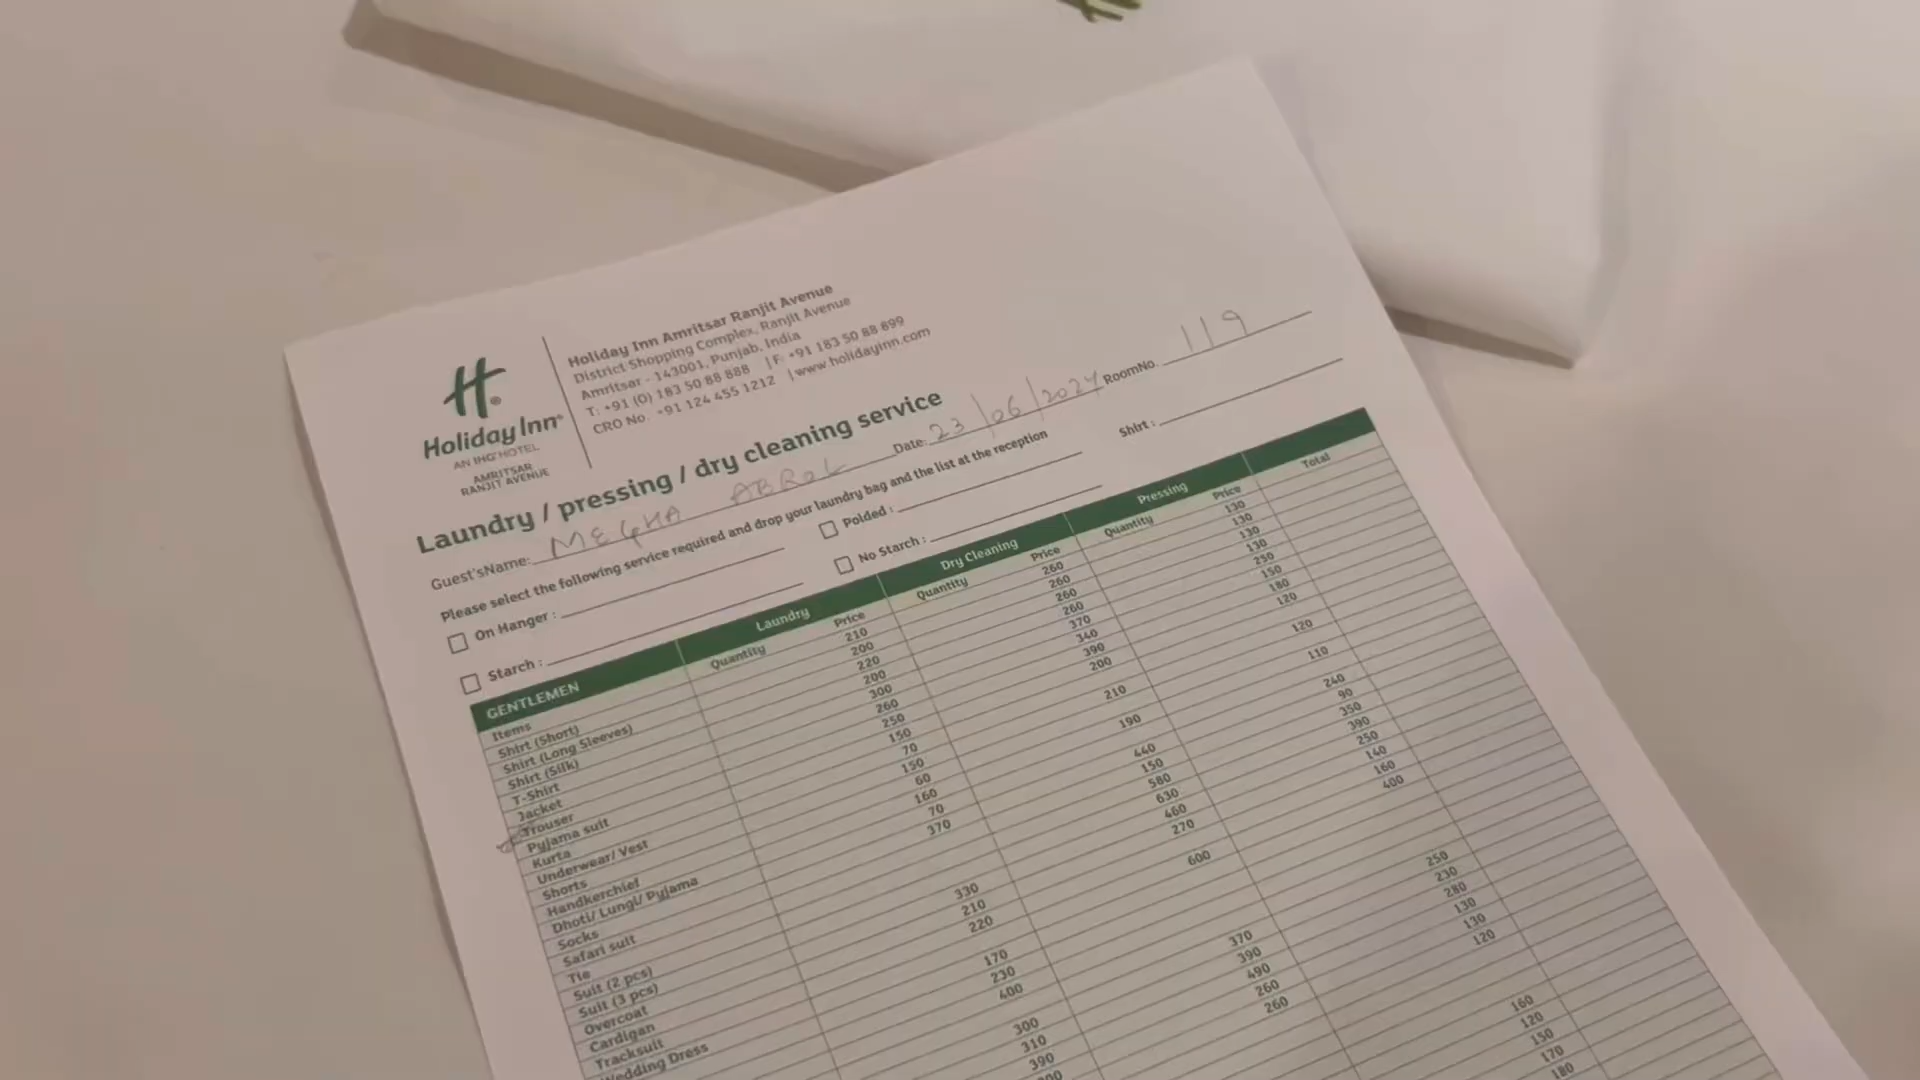 Holiday Inn
AN IHG HOTEL
AMRITSAR
RANJIT AVENUE
Holiday Inn Amritsar Ranjit Avenue
District Shopping Complex, Ranjit Avenue
Amritsar - 143001, Punjab, India
T: +91 (0) 183 50 88 888 | F: +91 183 50 88 899
CRO No. +91 124 455 1212 | www.holidayinn.com
Laundry / pressing / dry cleaning service
Guest'sName: MEGHA ABROL Date: 23/06/2024 RoomNo. 119
Please select the following service required and drop your laundry bag and the list at the reception
On Hanger : Polded : Shirt :
Starch : No Starch :
GENTLEMEN Laundry Dry Cleaning Pressing Total
Items Quantity Price Quantity Price Quantity Price
Shirt (Short) 210 260 130
Shirt (Long Sleeves) 200 260 130
Shirt (Silk) 220 260 130
T-Shirt 200 260 130
Jacket 300 370 250
Trouser 260 340 150
Pyjama suit 250 390 180
Kurta 150 200 120
Underwear/ Vest 70
Shorts 150 210 120
Handkerchief 60
Dhoti/ Lungi/ Pyjama 160 190 110
Socks 70
Safari suit 370 440 240
Tie 150 90
Suit (2 pcs) 580 350
Suit (3 pcs) 630 390
Overcoat 330 460 250
Cardigan 210 270 140
Tracksuit 220 160
Wedding Dress 600 400
170
230 370 250
400 390 230
490 280
300 260 130
310 260 130
390 120
160
120
150
170
180